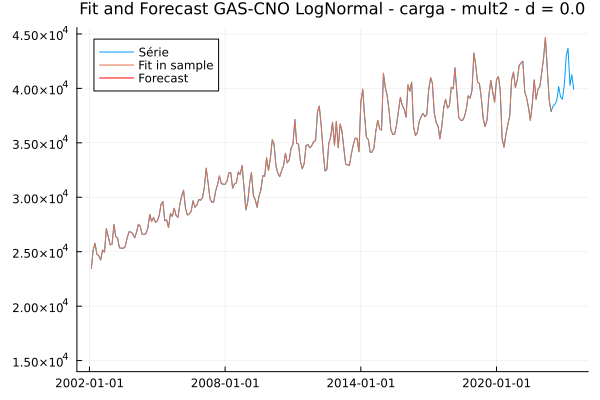 Fit and Forecast GAS-CNO LogNormal - carga - mult2 - d = 0.0
Série
Fit in sample
Forecast
4.50×10⁴
4.00×10⁴
3.50×10⁴
3.00×10⁴
2.50×10⁴
2.00×10⁴
1.50×10⁴
2002-01-01 2008-01-01 2014-01-01 2020-01-01